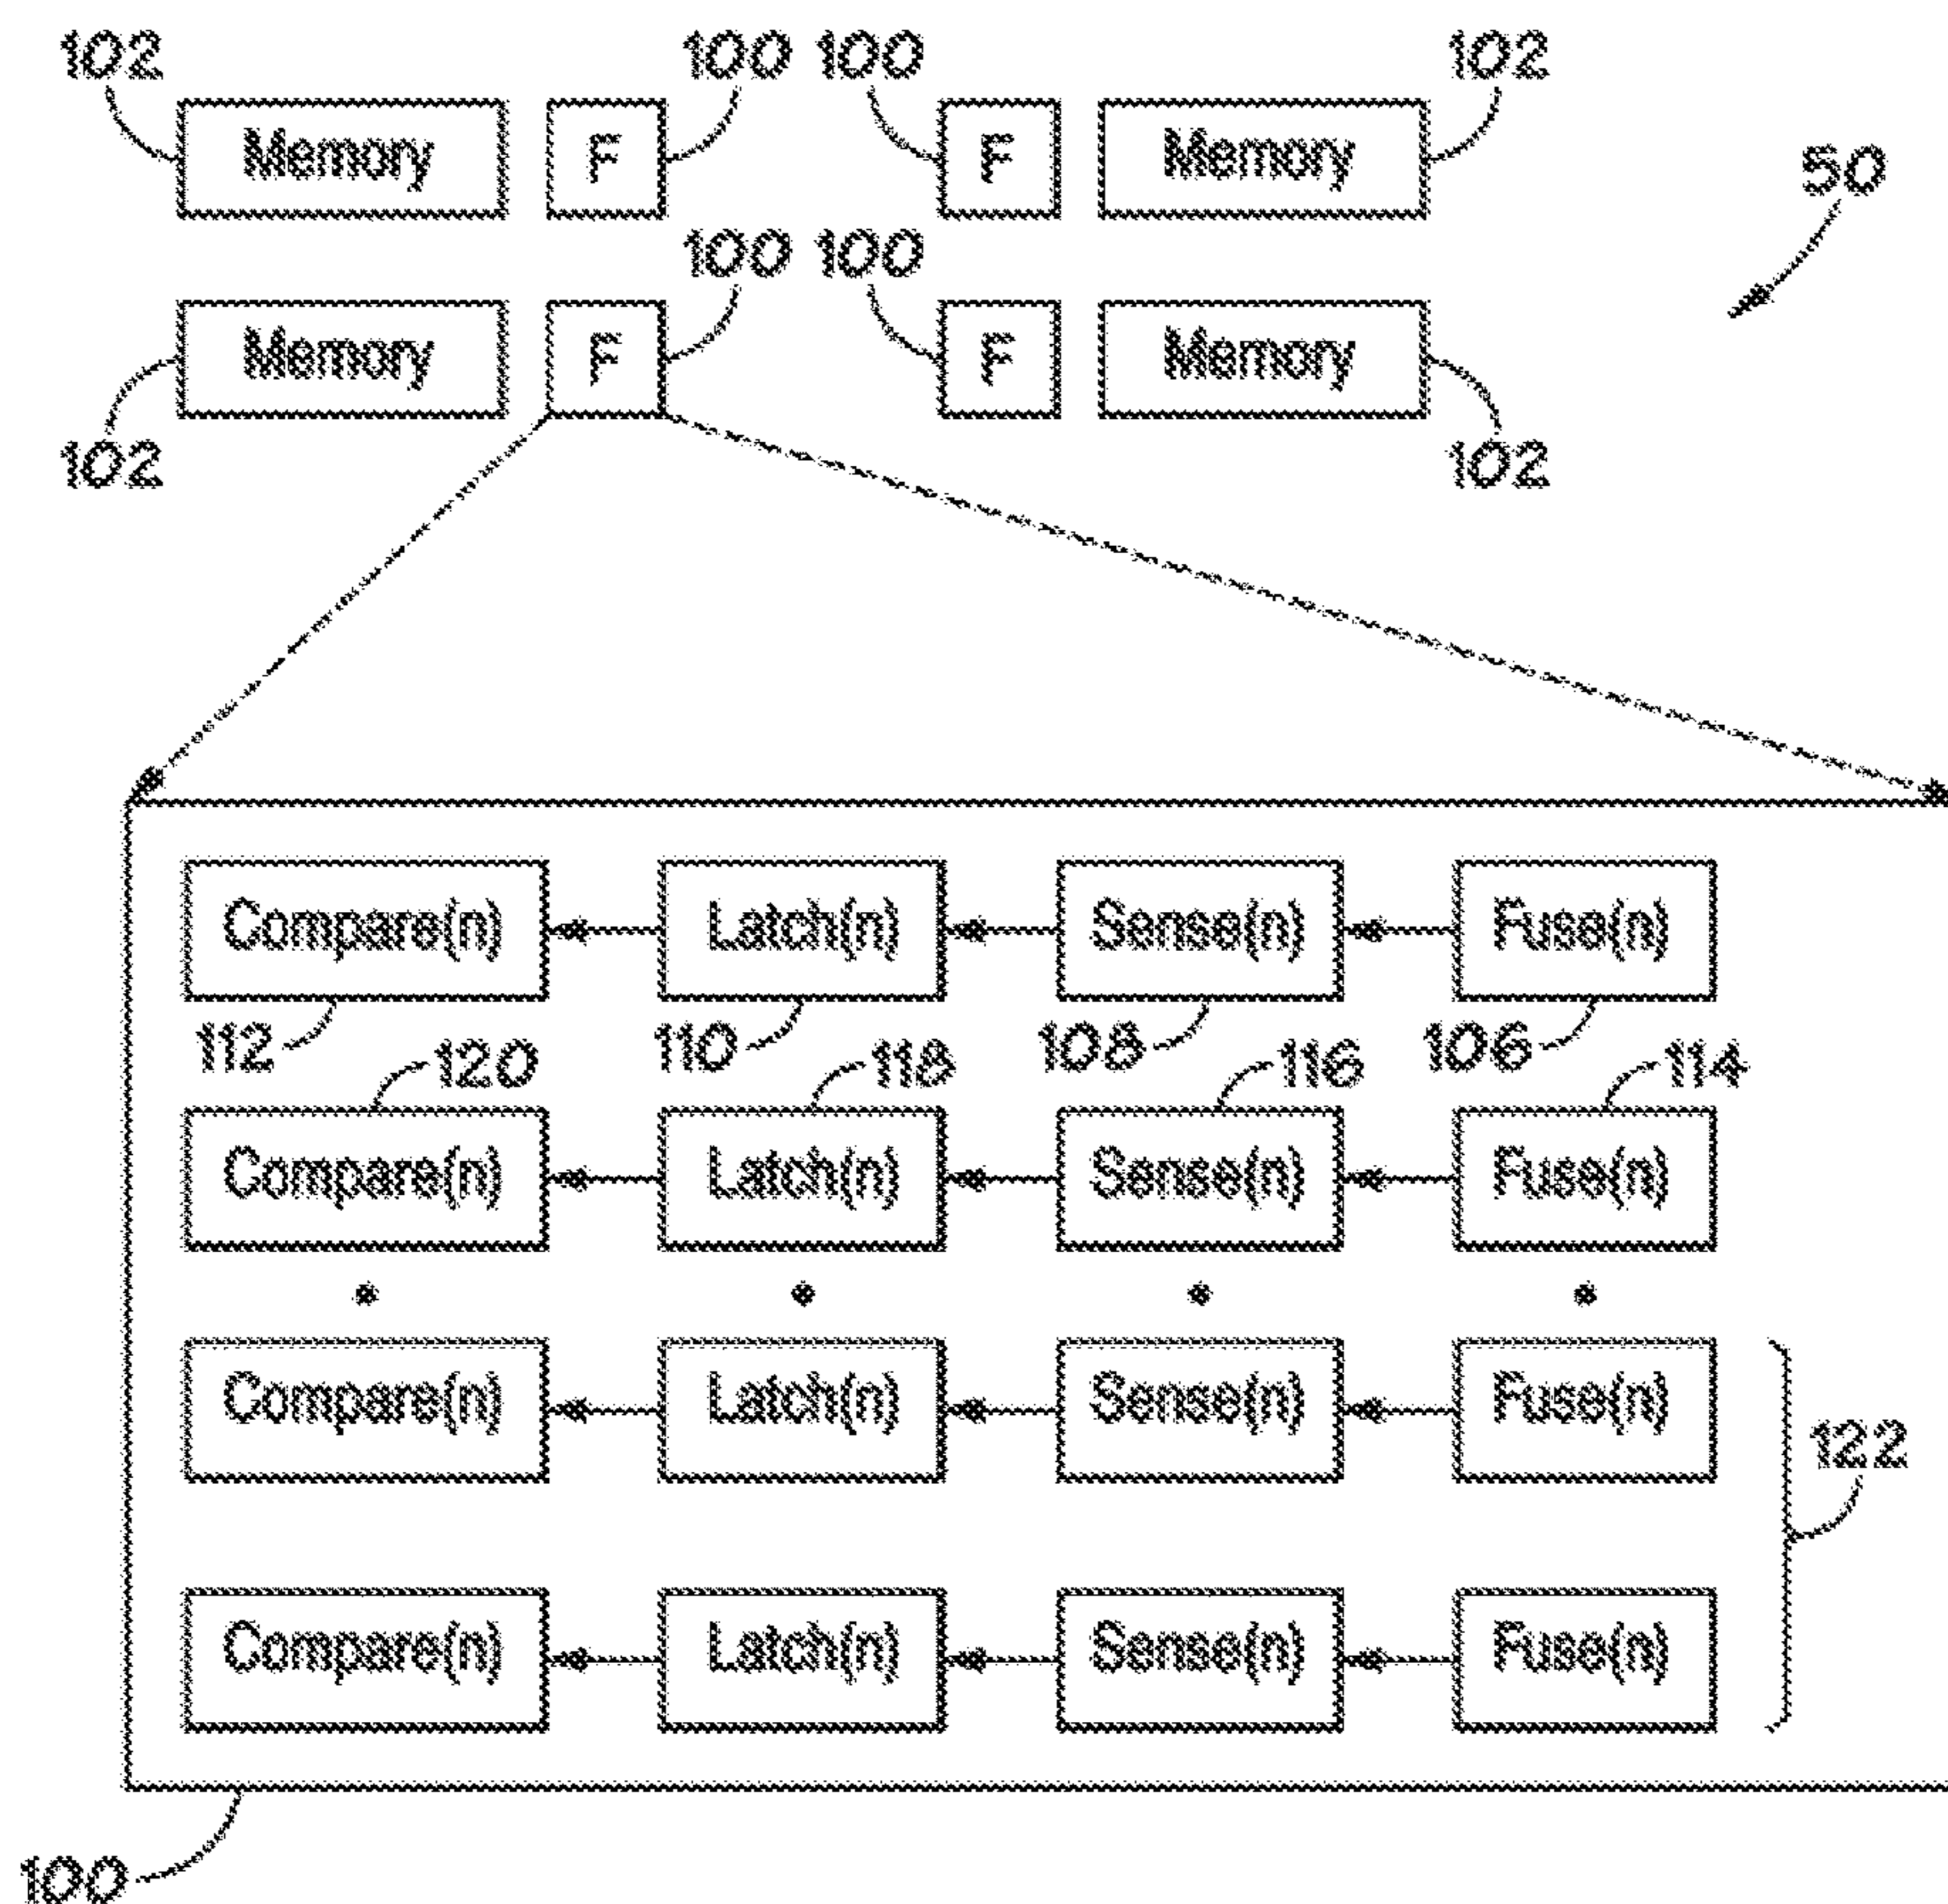 102 100 100 102
Memory F F Memory
50
100 100
Memory F F Memory
102 102
Compare(n) Latch(n) Sense(n) Fuse(n)
112 110 108 106
120 118 116 114
Compare(n) Latch(n) Sense(n) Fuse(n)
Compare(n) Latch(n) Sense(n) Fuse(n)
122
Compare(n) Latch(n) Sense(n) Fuse(n)
100